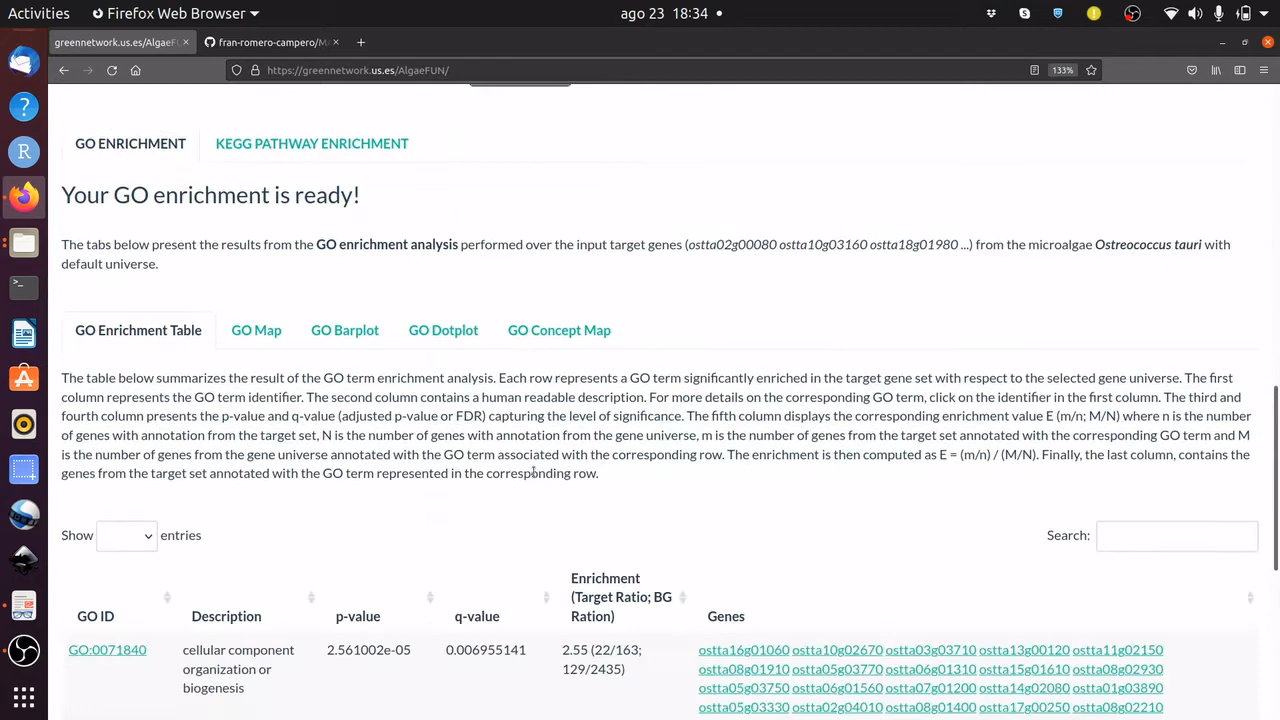 Activities
Firefox Web Browser
ago 23 18:34
greennetwork.us.es/AlgaeFU
fran-romero-campero/M
https://greennetwork.us.es/AlgaeFUN/
133%
GO ENRICHMENT
KEGG PATHWAY ENRICHMENT
Your GO enrichment is ready!
The tabs below present the results from the GO enrichment analysis performed over the input target genes (ostta02g00080 ostta10g03160 ostta18g01980 ...) from the microalgae Ostreococcus tauri with
default universe.
GO Enrichment Table
GO Map
GO Barplot
GO Dotplot
GO Concept Map
The table below summarizes the result of the GO term enrichment analysis. Each row represents a GO term significantly enriched in the target gene set with respect to the selected gene universe. The first
column represents the GO term identifier. The second column contains a human readable description. For more details on the corresponding GO term, click on the identifier in the first column. The third and
fourth column presents the p-value and q-value (adjusted p-value or FDR) capturing the level of significance. The fifth column displays the corresponding enrichment value E (m/n; M/N) where n is the number
of genes with annotation from the target set, N is the number of genes with annotation from the gene universe, m is the number of genes from the target set annotated with the corresponding GO term and M
is the number of genes from the gene universe annotated with the GO term associated with the corresponding row. The enrichment is then computed as E = (m/n) / (M/N). Finally, the last column, contains the
genes from the target set annotated with the GO term represented in the corresponding row.
Show entries
Search:
GO ID
Description
p-value
q-value
Enrichment
(Target Ratio; BG
Ration)
Genes
GO:0071840
cellular component
organization or
biogenesis
2.561002e-05
0.006955141
2.55 (22/163;
129/2435)
ostta16g01060 ostta10g02670 ostta03g03710 ostta13g00120 ostta11g02150
ostta08g01910 ostta05g03770 ostta06g01310 ostta15g01610 ostta08g02930
ostta05g03750 ostta06g01560 ostta07g01200 ostta14g02080 ostta01g03890
ostta05g03330 ostta02g04010 ostta08g01400 ostta17g00250 ostta08g02210